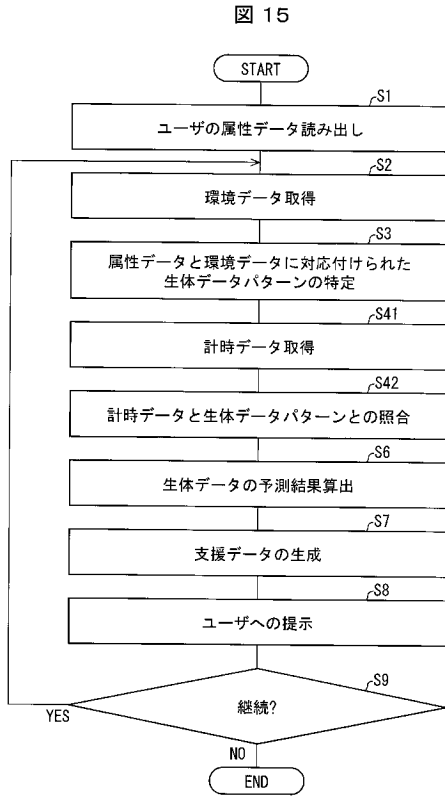 図 15
START
S1
ユーザの属性データ読み出し
S2
環境データ取得
S3
属性データと環境データに対応付けられた
生体データパターンの特定
S41
計時データ取得
S42
計時データと生体データパターンとの照合
S6
生体データの予測結果算出
S7
支援データの生成
S8
ユーザへの提示
S9
継続?
YES
NO
END